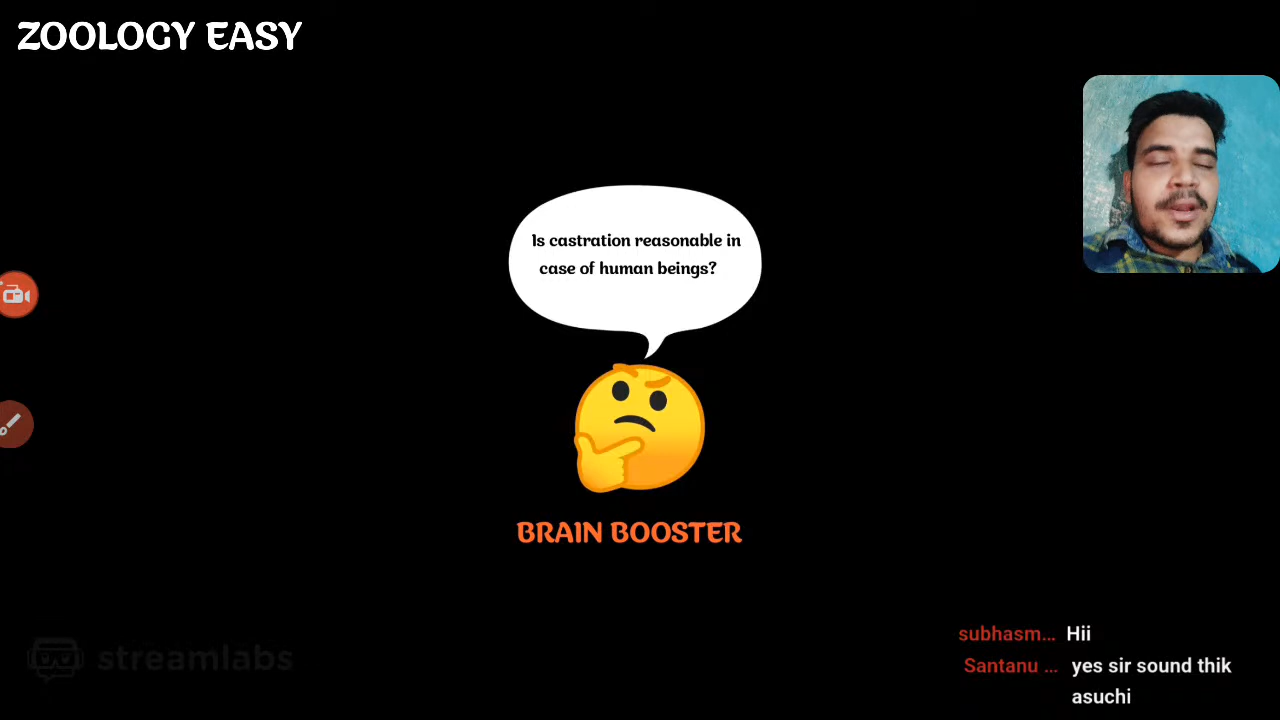 ZOOLOGY EASY
Is castration reasonable in
case of human beings?
BRAIN BOOSTER
streamlabs
subhasm... Hii
Santanu ... yes sir sound thik
asuchi